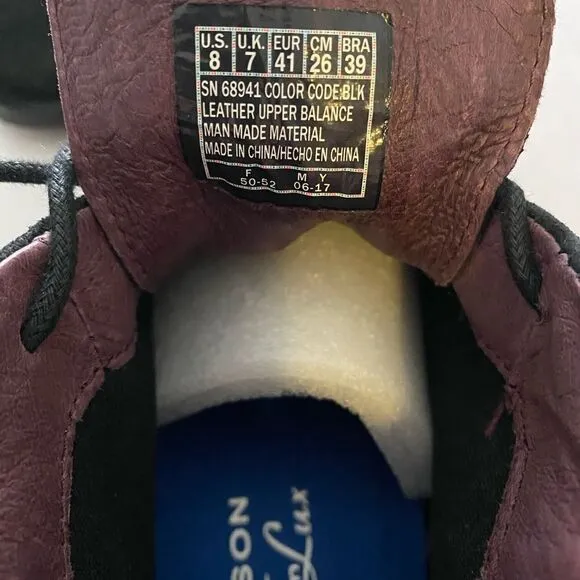 U.S. U.K. EUR CM BRA
8 7 41 26 39
SN 68941 COLOR CODE:BLK
LEATHER UPPER BALANCE
MAN MADE MATERIAL
MADE IN CHINA/HECHO EN CHINA
F M Y
50-52 06-17
SON
Lux